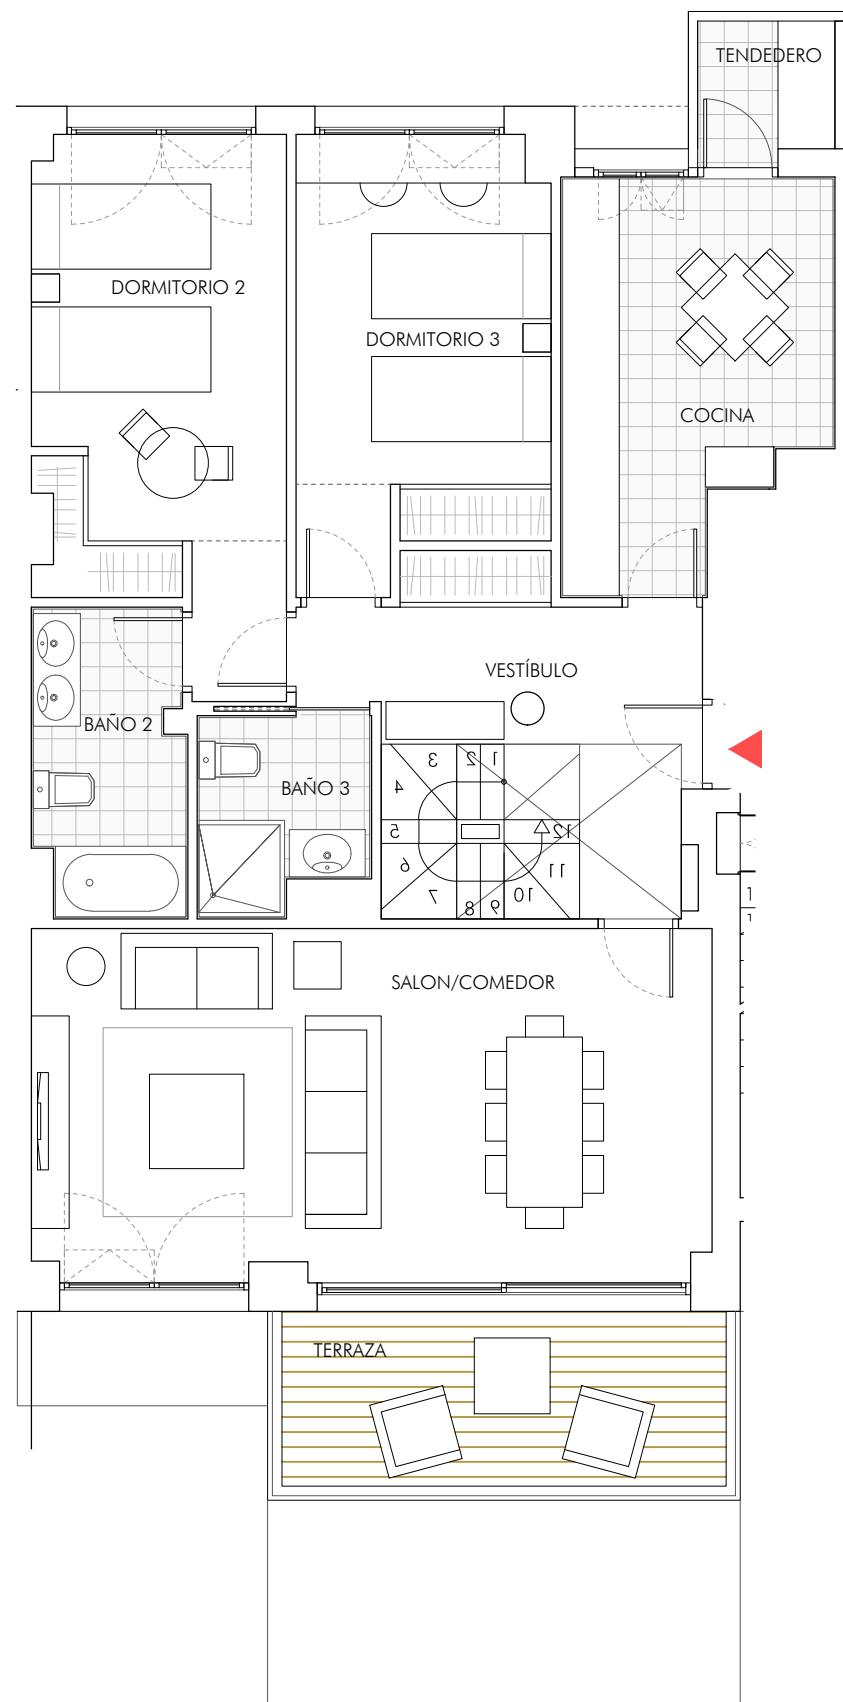 TENDEDERO
DORMITORIO 2
DORMITORIO 3
COCINA
VESTÍBULO
BAÑO 2
BAÑO 3
3 2 1
4
5 12
6 11
7 8 9 10
SALON/COMEDOR
TERRAZA